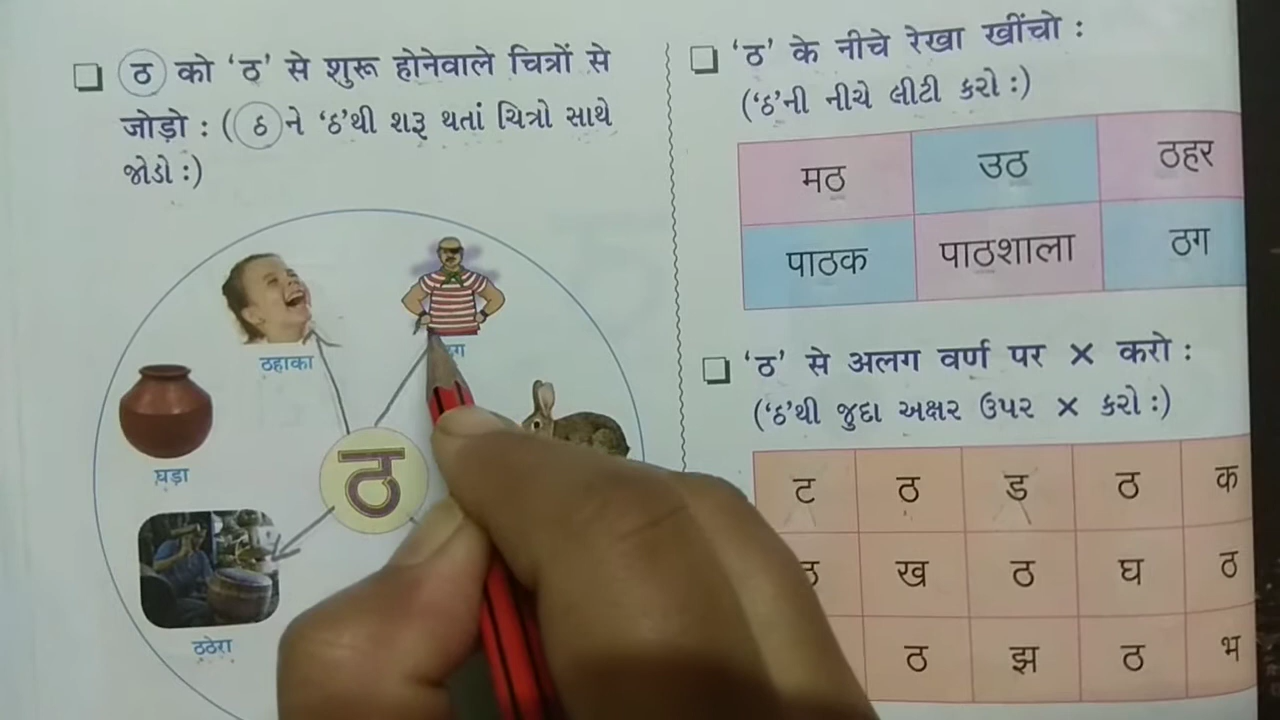 ठ को ‘ठ’ से शुरू होनेवाले चित्रों से
जोड़ो : ( ઠ ને ‘ઠ’થી શરૂ થતાં ચિત્રો સાથે
જોડો :)
ठहाका
घड़ा
ठ
ठठेरा
‘ठ’ के नीचे रेखा खींचो :
(‘ઠ’ની નીચે લીટી કરો :)
मठ उठ ठहर
पाठक पाठशाला ठग
‘ठ’ से अलग वर्ण पर × करो :
(‘ઠ’થી જુદા અક્ષર ઉપર × કરો :)
ट ठ ड ठ क
ख ठ घ ठ
ठ झ ठ भ